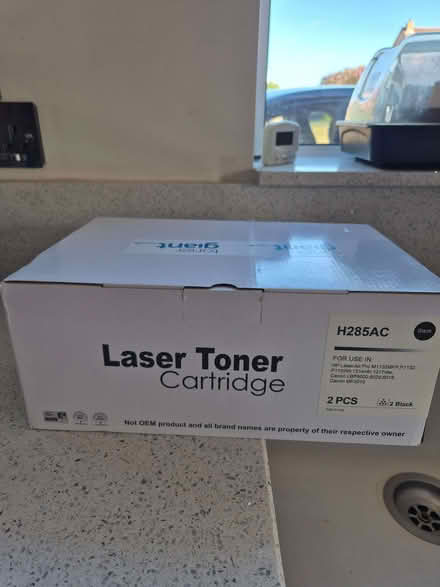 toner
giant
giant
Laser Toner
Cartridge
H285AC
Black
FOR USE IN:
2 PCS
2 Black
Not OEM product and all brand names are property of their respective owner